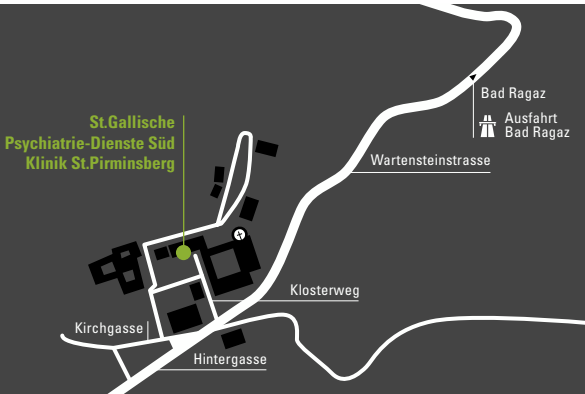 Bad Ragaz
Ausfahrt
Bad Ragaz
St.Gallische
Psychiatrie-Dienste Süd
Klinik St.Pirminsberg
Wartensteinstrasse
Klosterweg
Kirchgasse
Hintergasse